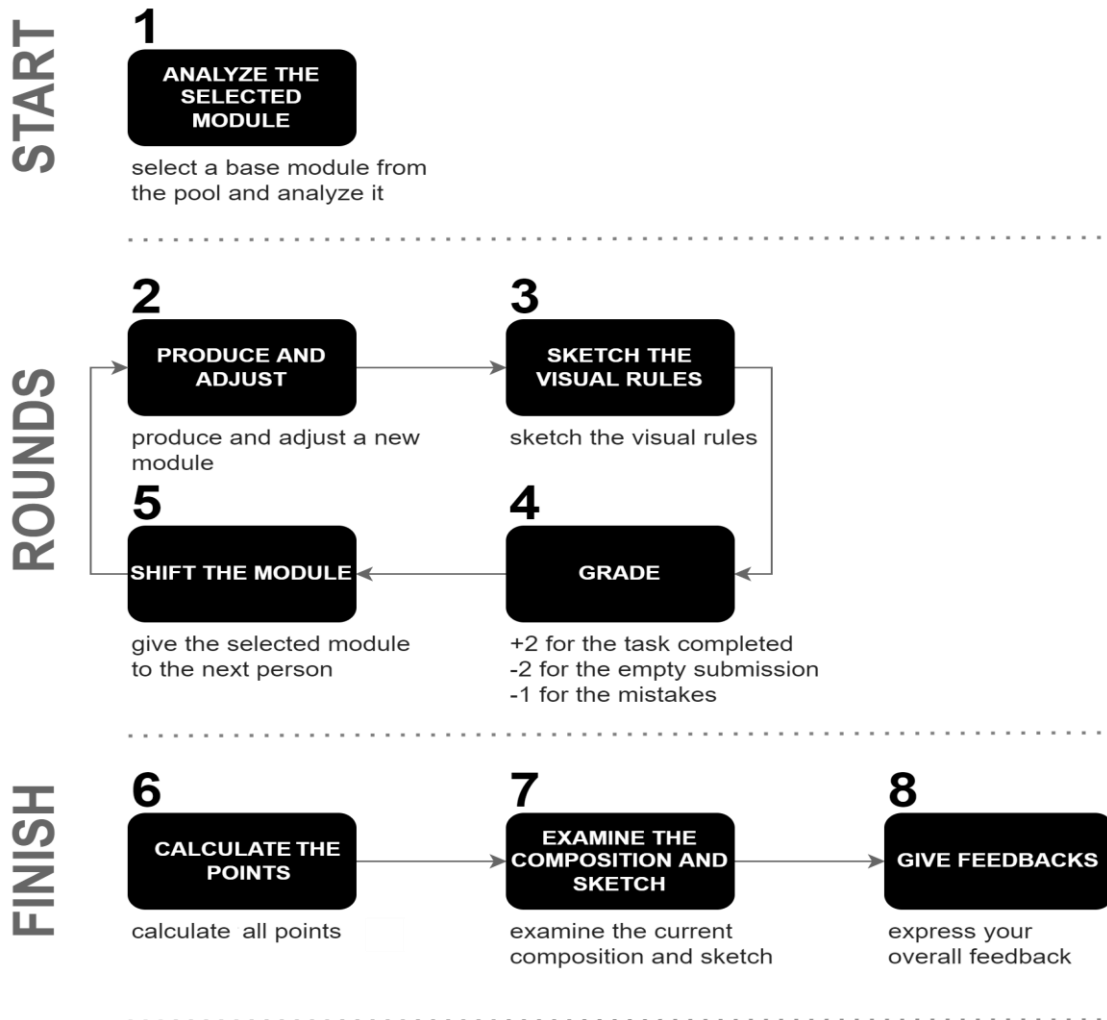 START
1
ANALYZE THE
SELECTED
MODULE
select a base module from
the pool and analyze it
ROUNDS
2
PRODUCE AND
ADJUST
produce and adjust a new
module
3
SKETCH THE
VISUAL RULES
sketch the visual rules
5
SHIFT THE MODULE
give the selected module
to the next person
4
GRADE
+2 for the task completed
-2 for the empty submission
-1 for the mistakes
FINISH
6
CALCULATE THE
POINTS
calculate all points
7
EXAMINE THE
COMPOSITION AND
SKETCH
examine the current
composition and sketch
8
GIVE FEEDBACKS
express your
overall feedback